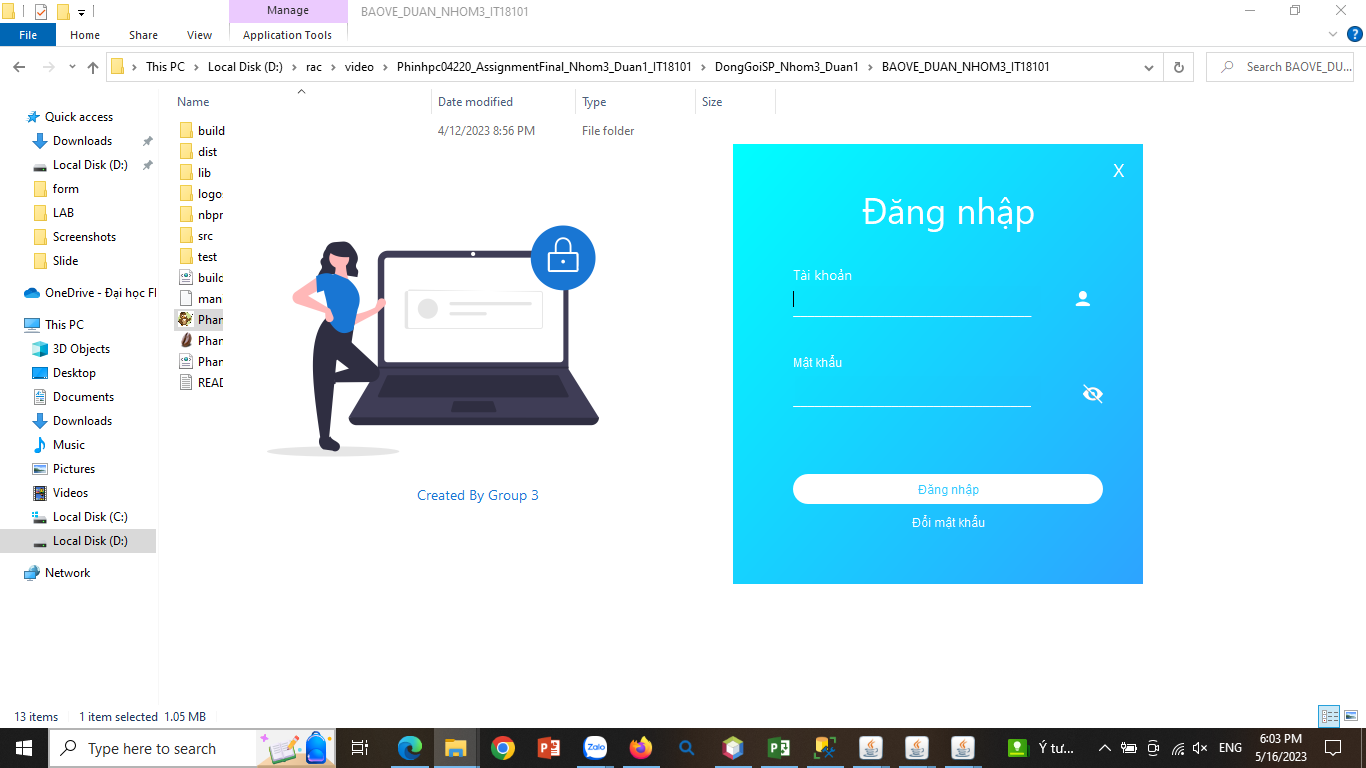 Manage
BAOVE_DUAN_NHOM3_IT18101
File
Home
Share
View
Application Tools
This PC
Local Disk (D:)
rac
video
Phinhpc04220_AssignmentFinal_Nhom3_Duan1_IT18101
DongGoiSP_Nhom3_Duan1
BAOVE_DUAN_NHOM3_IT18101
Search BAOVE_DU...
Name
Date modified
Type
Size
Quick access
Downloads
Local Disk (D:)
form
LAB
Screenshots
Slide
OneDrive - Đại học FI
This PC
3D Objects
Desktop
Documents
Downloads
Music
Pictures
Videos
Local Disk (C:)
Local Disk (D:)
Network
build
4/12/2023 8:56 PM
File folder
dist
lib
logo
nbpr
src
test
build
man
Phan
Phan
Phan
READ
Created By Group 3
X
Đăng nhập
Tài khoản
Mật khẩu
Đăng nhập
Đổi mật khẩu
13 items
1 item selected
1.05 MB
Type here to search
Zalo
Ý tư...
ENG
6:03 PM
5/16/2023